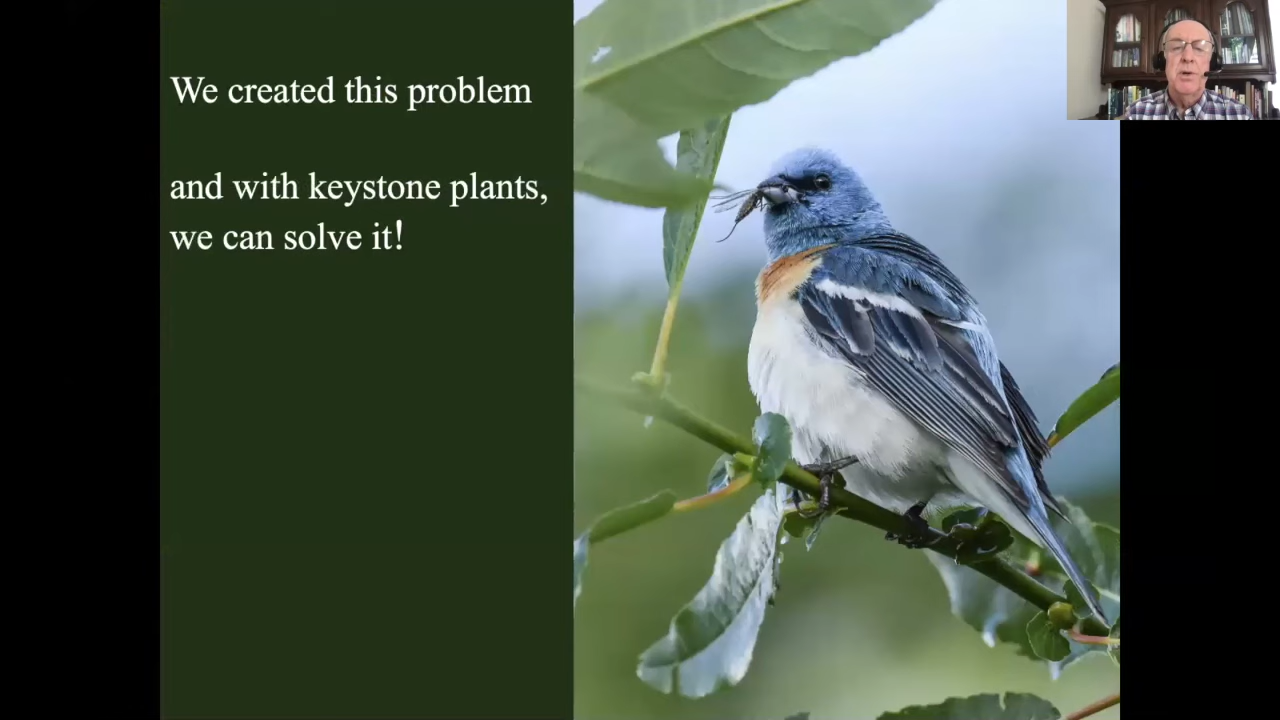 We created this problem
and with keystone plants,
we can solve it!